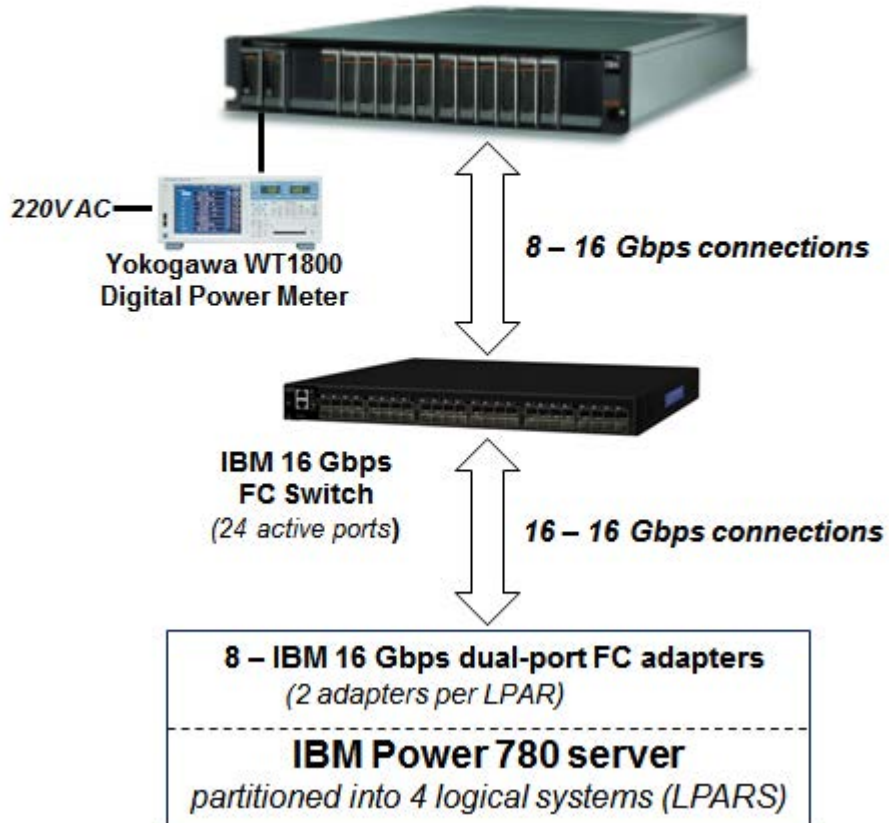 220V AC
Yokogawa WT1800
Digital Power Meter
8 – 16 Gbps connections
IBM 16 Gbps
FC Switch
(24 active ports)
16 – 16 Gbps connections
8 – IBM 16 Gbps dual-port FC adapters
(2 adapters per LPAR)
IBM Power 780 server
partitioned into 4 logical systems (LPARS)